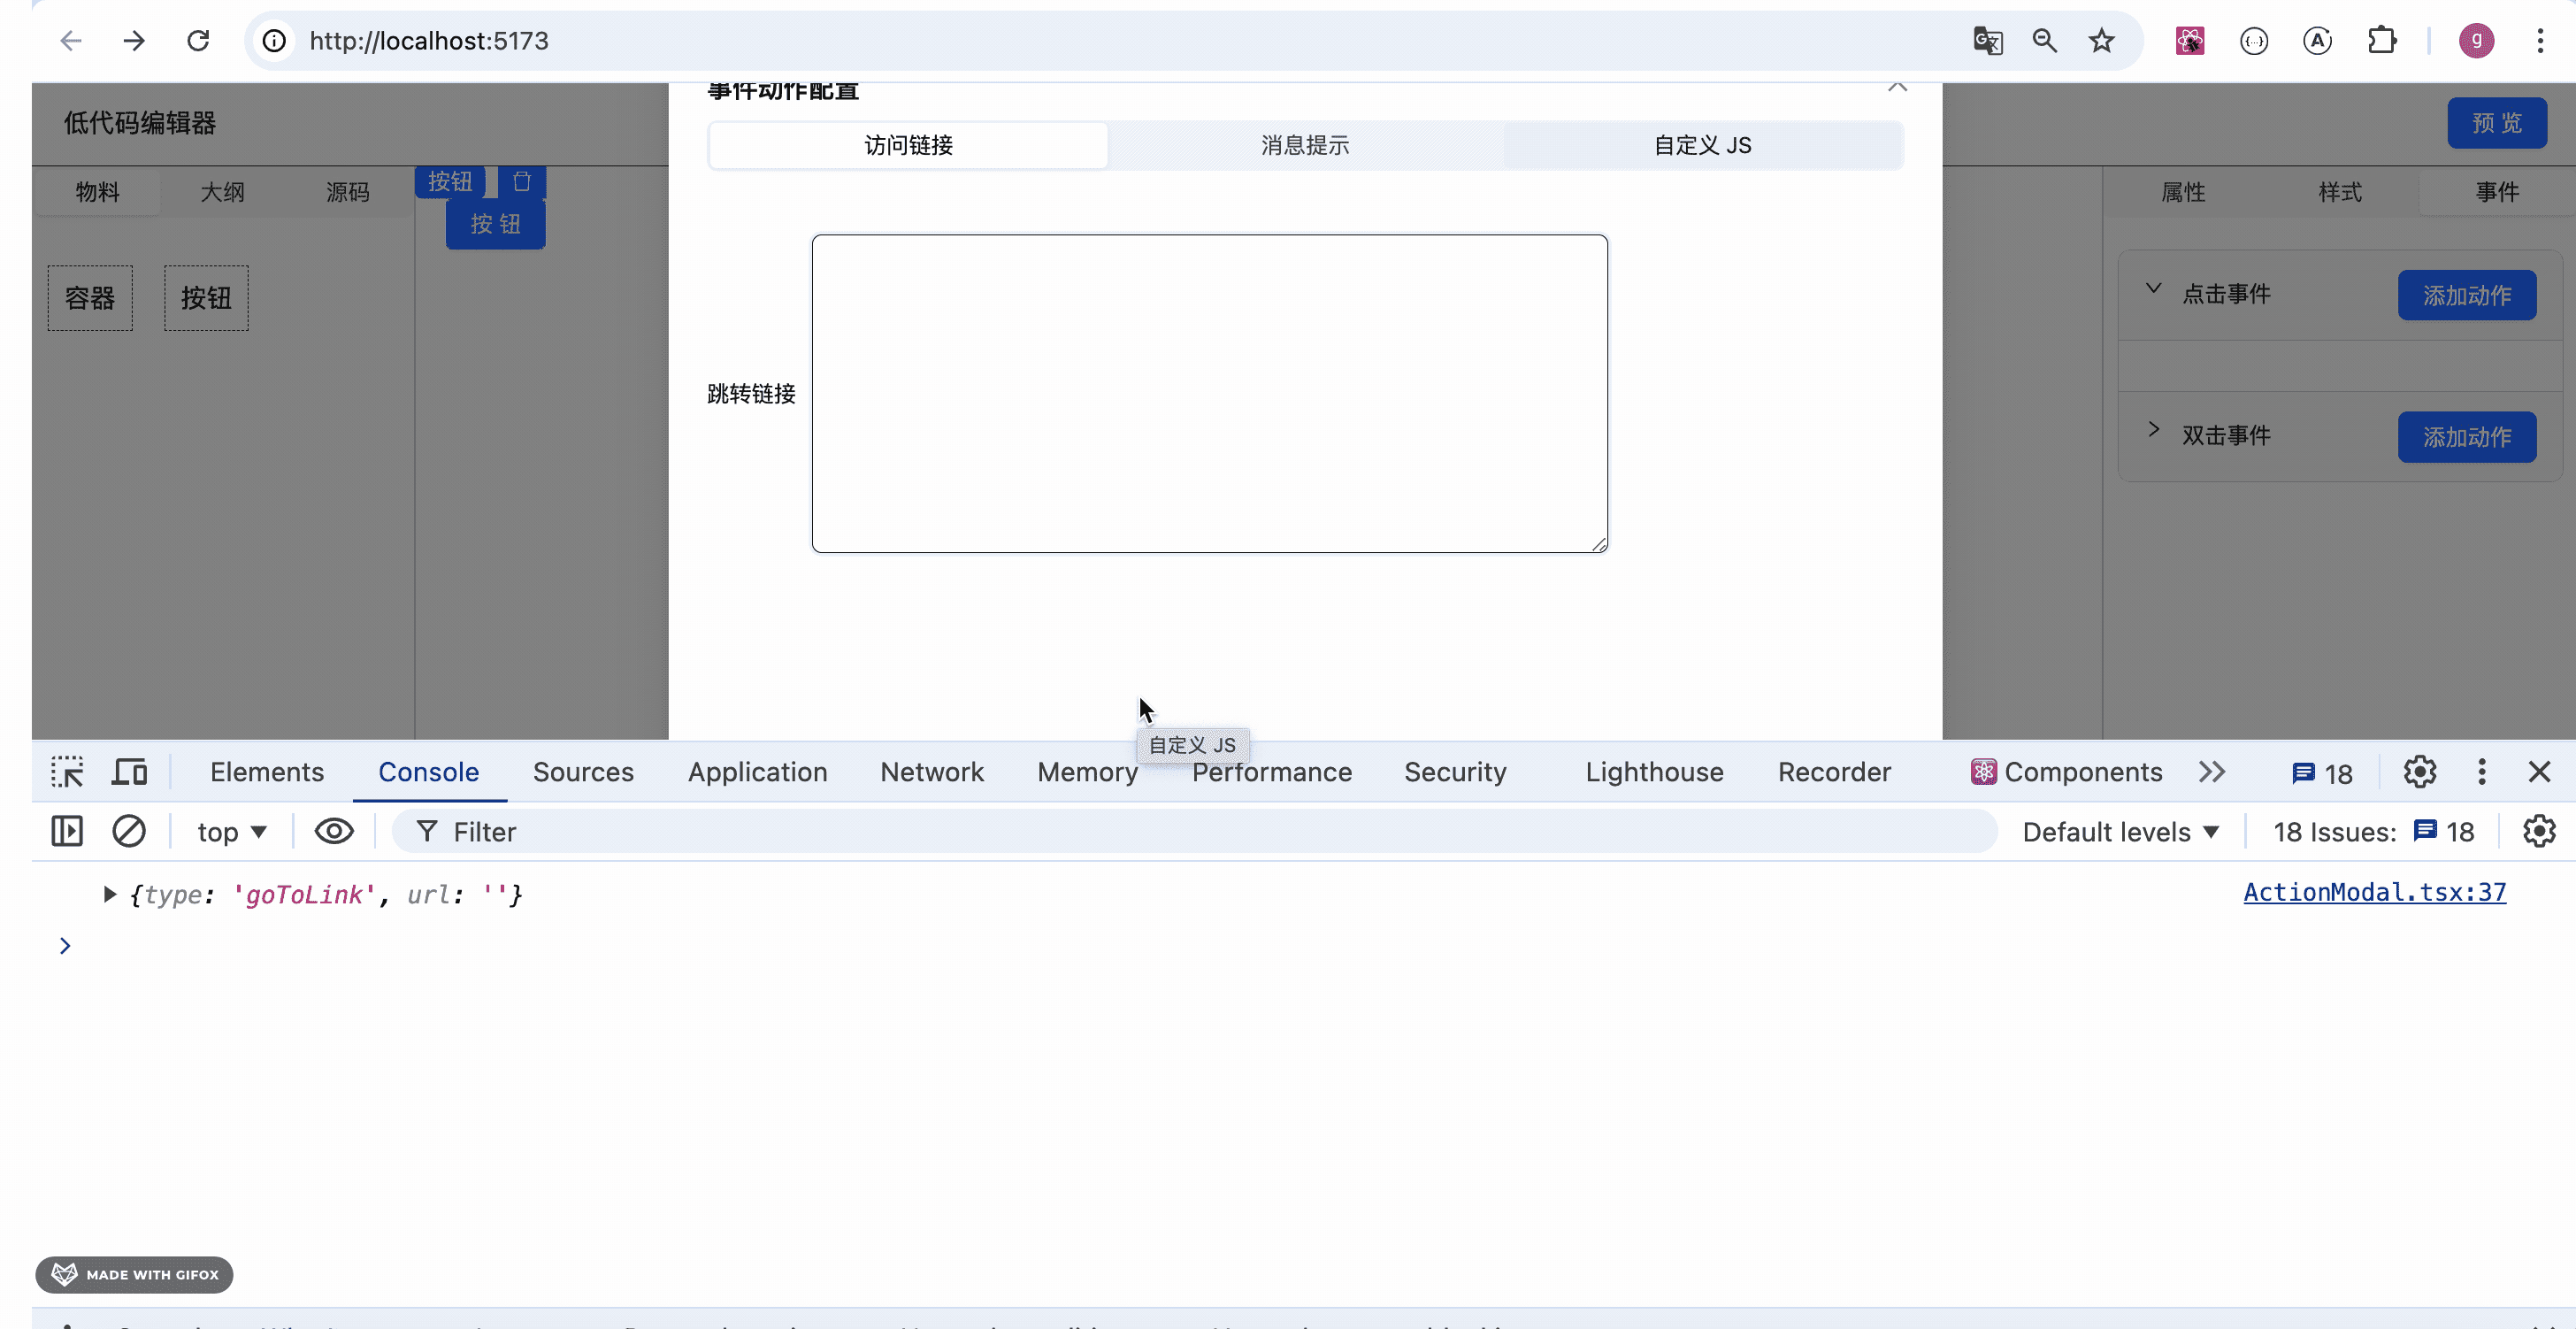 http://localhost:5173
g
事件动作配置
低代码编辑器
预 览
访问链接
消息提示
自定义 JS
物料
大纲
源码
按钮
按 钮
属性
样式
事件
容器
按钮
点击事件
添加动作
跳转链接
双击事件
添加动作
自定义 JS
Elements
Console
Sources
Application
Network
Memory
Performance
Security
Lighthouse
Recorder
Components
18
top
Filter
Default levels
18 Issues:
18
{type: 'goToLink', url: ''}
ActionModal.tsx:37
MADE WITH GIFOX